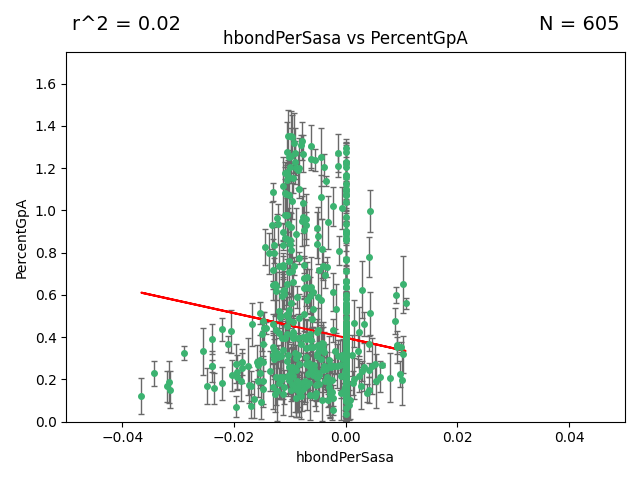 r^2 = 0.02
N = 605
hbondPerSasa vs PercentGpA
PercentGpA
1.6
1.4
1.2
1.0
0.8
0.6
0.4
0.2
0.0
−0.04
−0.02
0.00
0.02
0.04
hbondPerSasa